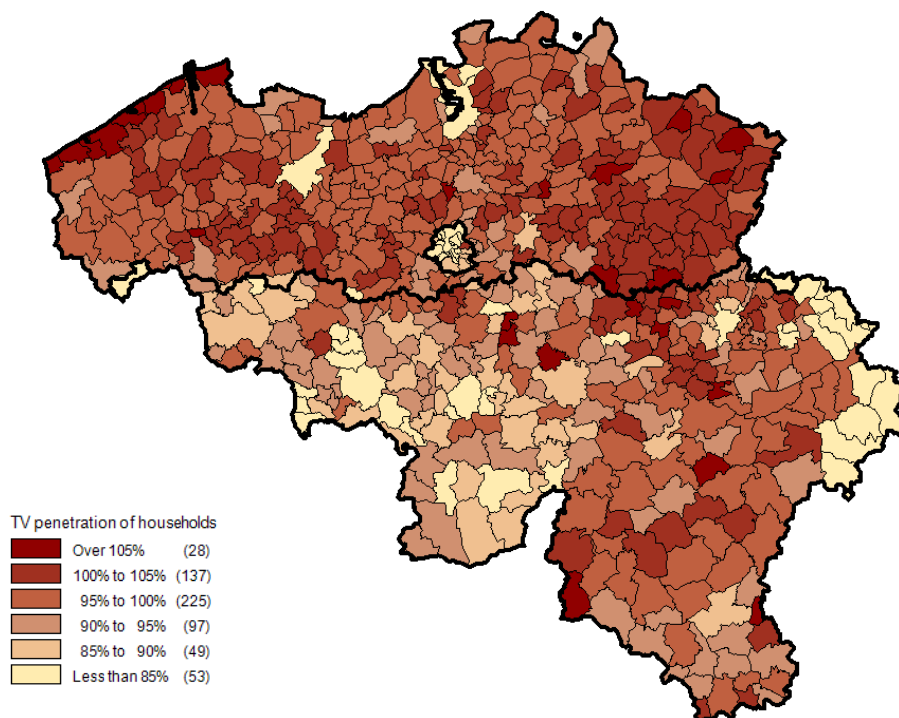 TV penetration of households
Over 105% (28)
100% to 105% (137)
95% to 100% (225)
90% to 95% (97)
85% to 90% (49)
Less than 85% (53)